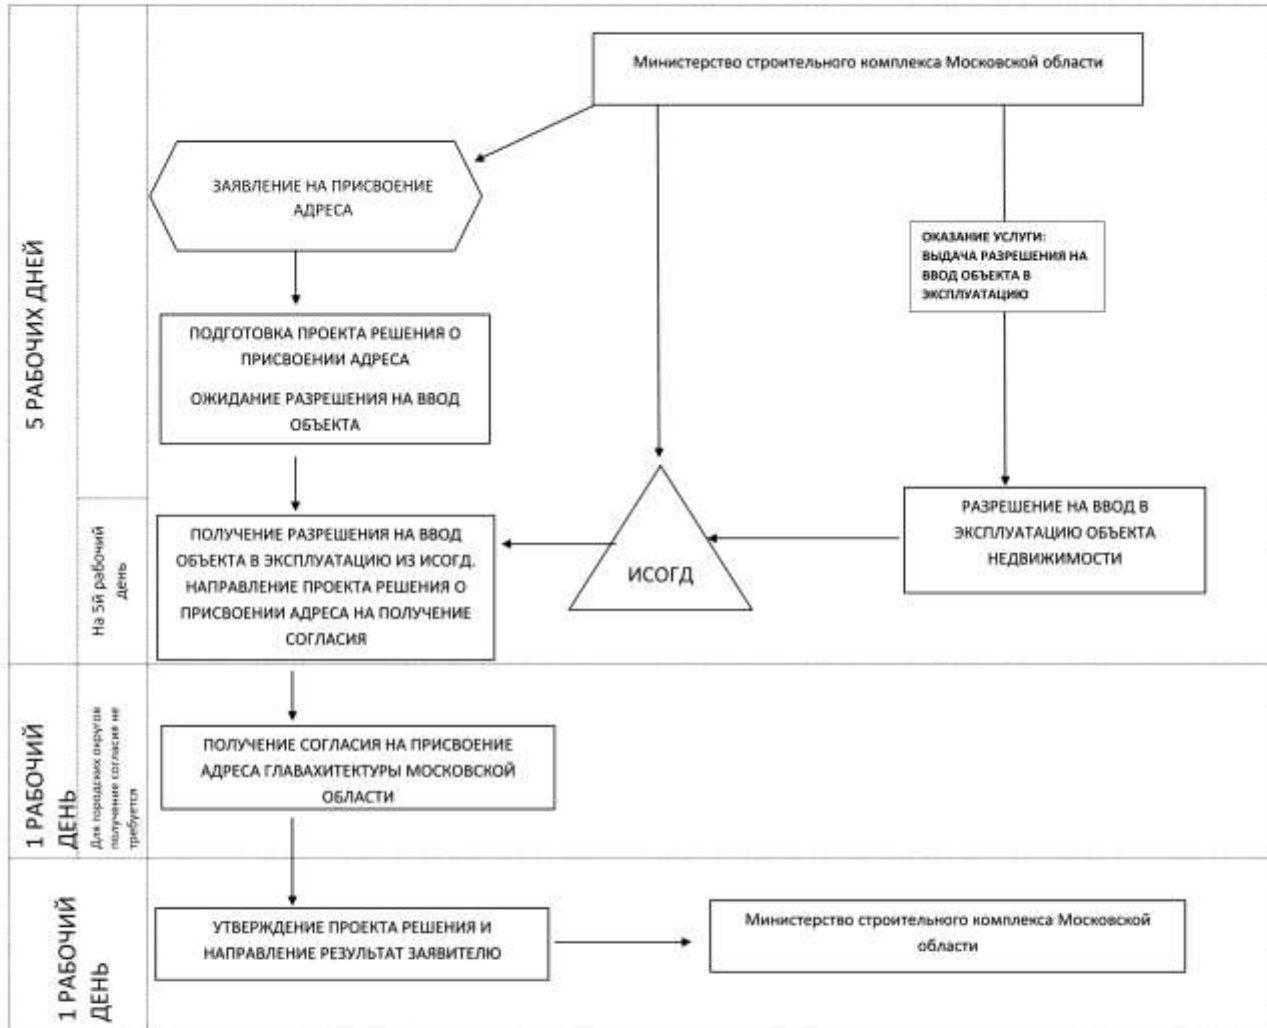 Министерство строительного комплекса Московской области
ЗАЯВЛЕНИЕ НА ПРИСВОЕНИЕ
АДРЕСА
ОКАЗАНИЕ УСЛУГИ:
ВЫДАЧА РАЗРЕШЕНИЯ НА
ВВОД ОБЪЕКТА В
ЭКСПЛУАТАЦИЮ
5 РАБОЧИХ ДНЕЙ
ПОДГОТОВКА ПРОЕКТА РЕШЕНИЯ О
ПРИСВОЕНИИ АДРЕСА
ОЖИДАНИЕ РАЗРЕШЕНИЯ НА ВВОД
ОБЪЕКТА
На 5й рабочий
день
ПОЛУЧЕНИЕ РАЗРЕШЕНИЯ НА ВВОД
ОБЪЕКТА В ЭКСПЛУАТАЦИЮ ИЗ ИСОГД.
НАПРАВЛЕНИЕ ПРОЕКТА РЕШЕНИЯ О
ПРИСВОЕНИИ АДРЕСА НА ПОЛУЧЕНИЕ
СОГЛАСИЯ
ИСОГД
РАЗРЕШЕНИЕ НА ВВОД В
ЭКСПЛУАТАЦИЮ ОБЪЕКТА
НЕДВИЖИМОСТИ
1 РАБОЧИЙ
ДЕНЬ
Для городских округов
получение согласия не
требуется
ПОЛУЧЕНИЕ СОГЛАСИЯ НА ПРИСВОЕНИЕ
АДРЕСА ГЛАВАХИТЕКТУРЫ МОСКОВСКОЙ
ОБЛАСТИ
1 РАБОЧИЙ
ДЕНЬ
УТВЕРЖДЕНИЕ ПРОЕКТА РЕШЕНИЯ И
НАПРАВЛЕНИЕ РЕЗУЛЬТАТ ЗАЯВИТЕЛЮ
Министерство строительного комплекса Московской
области